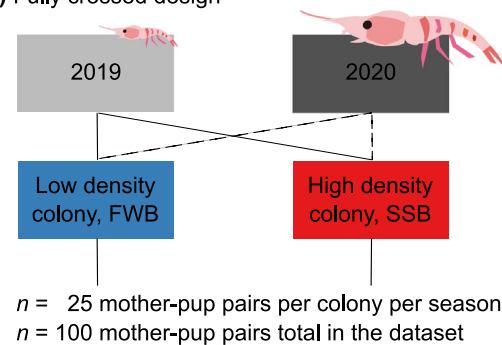 ) Fully crossed design
2019
2020
Low density
colony, FWB
High density
colony, SSB
n = 25 mother-pup pairs per colony per season
n = 100 mother-pup pairs total in the dataset